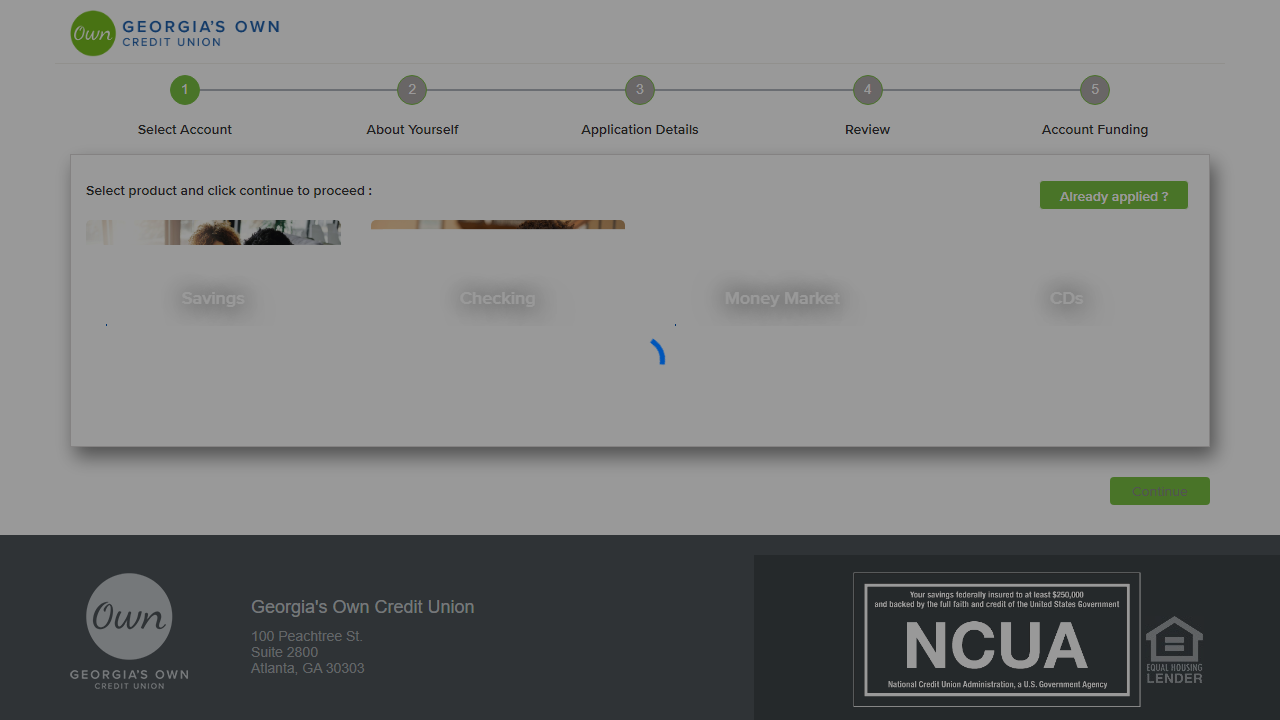 Own
GEORGIA'S OWN
CREDIT UNION
1
2
3
4
5
Select Account
About Yourself
Application Details
Review
Account Funding
Select product and click continue to proceed :
Already applied ?
Savings
Checking
Money Market
CDs
Continue
Own
GEORGIA'S OWN
CREDIT UNION
Georgia's Own Credit Union
100 Peachtree St.
Suite 2800
Atlanta, GA 30303
Your savings federally insured to at least $250,000
and backed by the full faith and credit of the United States Government
NCUA
National Credit Union Administration, a U.S. Government Agency
EQUAL HOUSING
LENDER